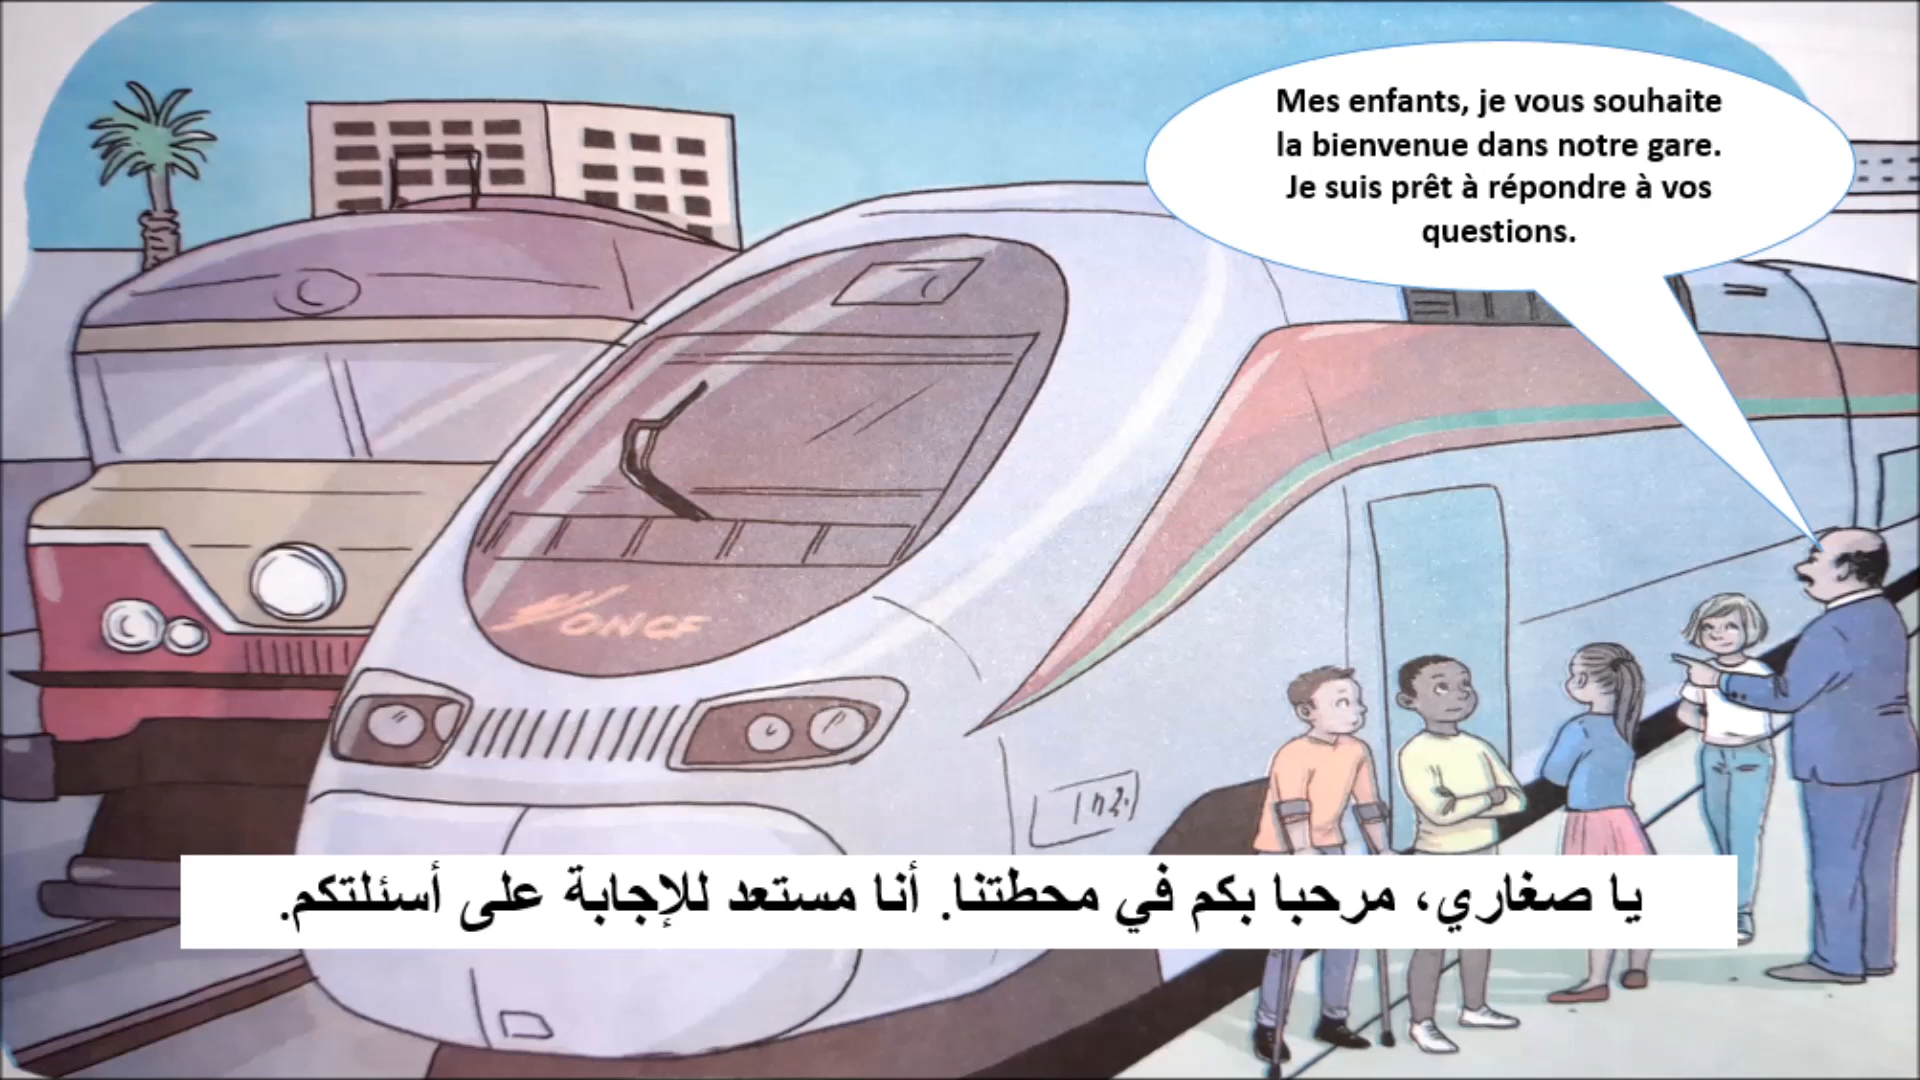 Mes enfants, je vous souhaite
la bienvenue dans notre gare.
Je suis prêt à répondre à vos
questions.
ONCF
يا صغاري، مرحبا بكم في محطتنا. أنا مستعد للإجابة على أسئلتكم.